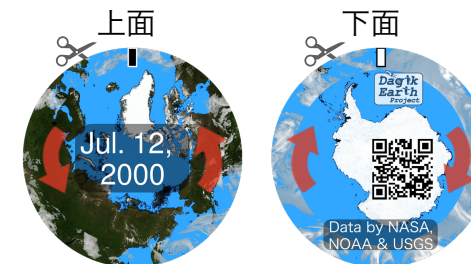 上面
下面
Jul. 12,
2000
Dagik
Earth
Project
Data by NASA,
NOAA & USGS